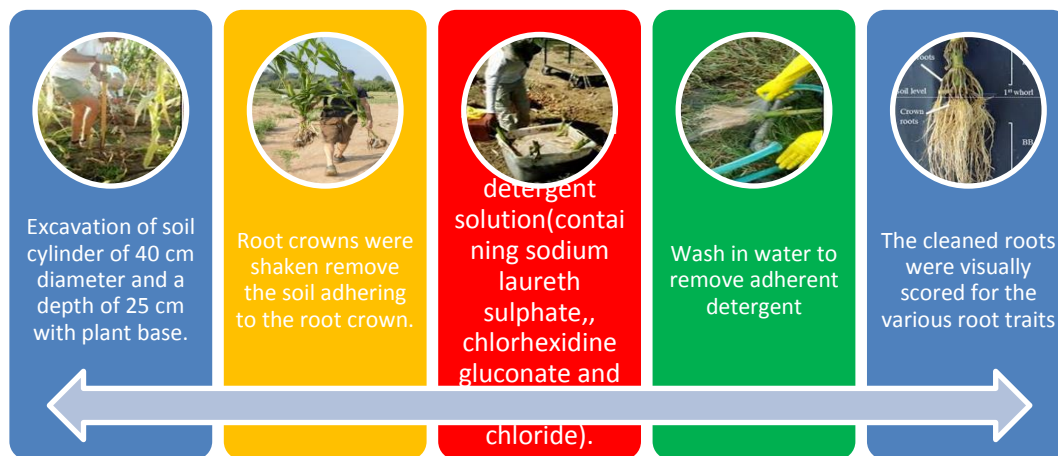 Excavation of soil
cylinder of 40 cm
diameter and a
depth of 25 cm
with plant base.
Root crowns were
shaken remove
the soil adhering
to the root crown.
detergent
solution(contai
ning sodium
laureth
sulphate,,
chlorhexidine
gluconate and
chloride).
Wash in water to
remove adherent
detergent
roots
soil level
1st whorl
Crown
roots
BB
The cleaned roots
were visually
scored for the
various root traits